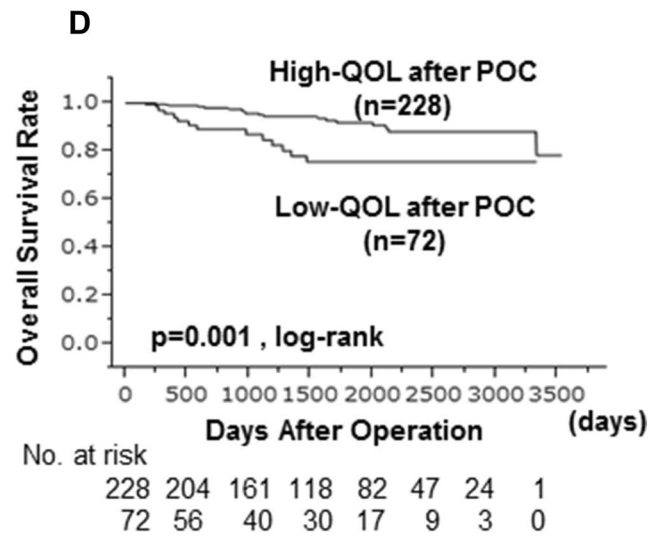 D
High-QOL after POC
(n=228)
1.0
0.8
0.6
0.4
0.2
0.0
Overall Survival Rate
Low-QOL after POC
(n=72)
p=0.001 , log-rank
0 500 1000 1500 2000 2500 3000 3500
Days After Operation (days)
No. at risk
228 204 161 118 82 47 24 1
72 56 40 30 17 9 3 0